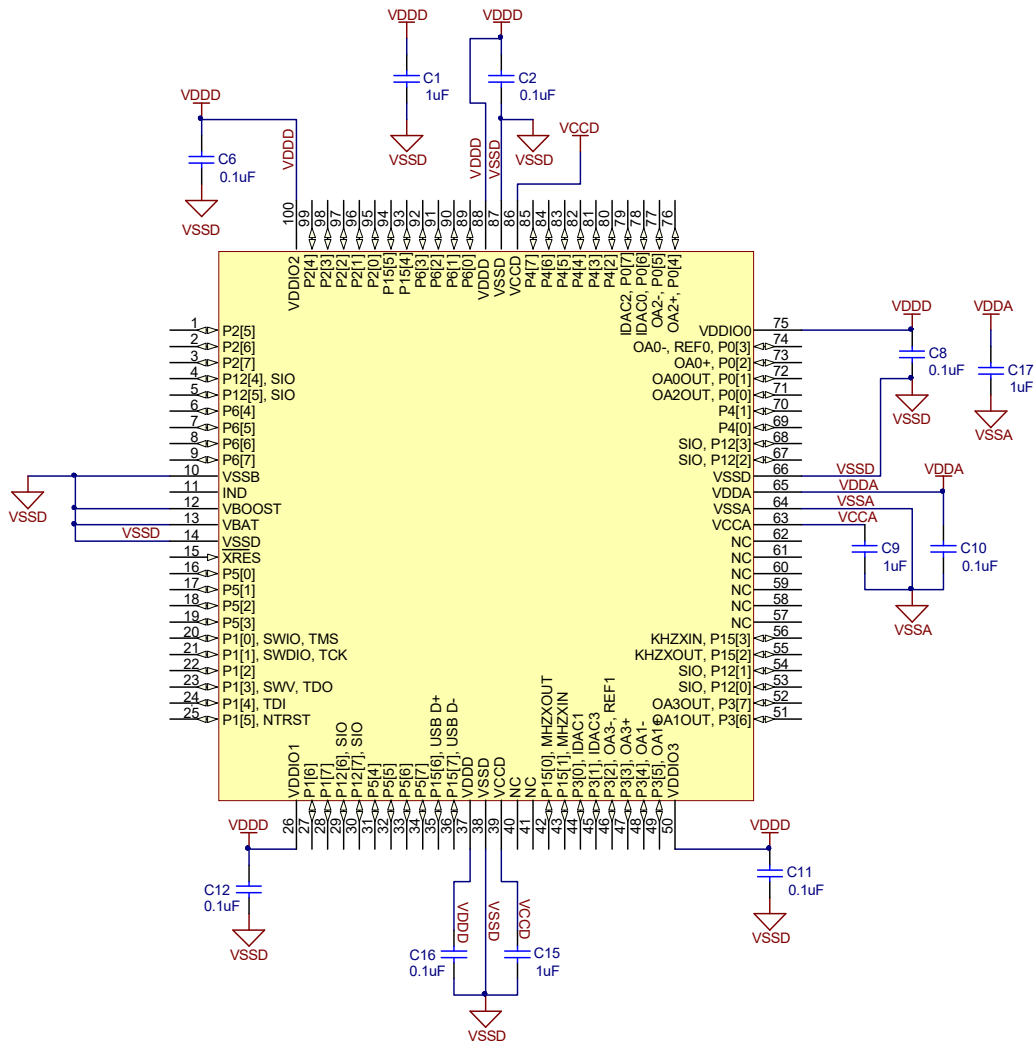 VDDD
VDDD
C1
1uF
C2
0.1uF
VDDD
VCCD
VSSD
VSSD
C6
0.1uF
VSSD
VDDD
VDDD
VSSD
100
99
98
97
96
95
94
93
92
91
90
89
88
87
86
85
84
83
82
81
80
79
78
77
76
VDDIO2
P2[4]
P2[3]
P2[2]
P2[1]
P2[0]
P15[5]
P15[4]
P6[3]
P6[2]
P6[1]
P6[0]
VDDD
VSSD
VCCD
P4[7]
P4[6]
P4[5]
P4[4]
P4[3]
P4[2]
IDAC2, P0[7]
IDAC0, P0[6]
OA2-, P0[5]
OA2+, P0[4]
1 P2[5]
2 P2[6]
3 P2[7]
4 P12[4], SIO
5 P12[5], SIO
6 P6[4]
7 P6[5]
8 P6[6]
9 P6[7]
10 VSSB
11 IND
12 VBOOST
13 VBAT
VSSD 14 VSSD
15 XRES
16 P5[0]
17 P5[1]
18 P5[2]
19 P5[3]
20 P1[0], SWIO, TMS
21 P1[1], SWDIO, TCK
22 P1[2]
23 P1[3], SWV, TDO
24 P1[4], TDI
25 P1[5], NTRST
VSSD
VDDIO0 75
OA0-, REF0, P0[3] 74
OA0+, P0[2] 73
OA0OUT, P0[1] 72
OA2OUT, P0[0] 71
P4[1] 70
P4[0] 69
SIO, P12[3] 68
SIO, P12[2] 67
VSSD 66 VSSD
VDDA 65 VDDA
VSSA 64 VSSA
VCCA 63 VCCA
NC 62
NC 61
NC 60
NC 59
NC 58
NC 57
KHZXIN, P15[3] 56
KHZXOUT, P15[2] 55
SIO, P12[1] 54
SIO, P12[0] 53
OA3OUT, P3[7] 52
OA1OUT, P3[6] 51
VDDD
C8
0.1uF
VSSD
VDDA
C17
1uF
VSSA
VDDA
C9
1uF
C10
0.1uF
VSSA
VDDIO1
P1[6]
P1[7]
P12[6], SIO
P12[7], SIO
P5[4]
P5[5]
P5[6]
P5[7]
P15[6], USB D+
P15[7], USB D-
VDDD
VSSD
VCCD
NC
NC
P15[0], MHZXOUT
P15[1], MHZXIN
P3[0], IDAC1
P3[1], IDAC3
P3[2], OA3-, REF1
P3[3], OA3+
P3[4], OA1-
P3[5], OA1+
VDDIO3
26
27
28
29
30
31
32
33
34
35
36
37
38
39
40
41
42
43
44
45
46
47
48
49
50
VDDD
C12
0.1uF
VSSD
VDDD
VSSD
VCCD
C16
0.1uF
C15
1uF
VSSD
VDDD
C11
0.1uF
VSSD